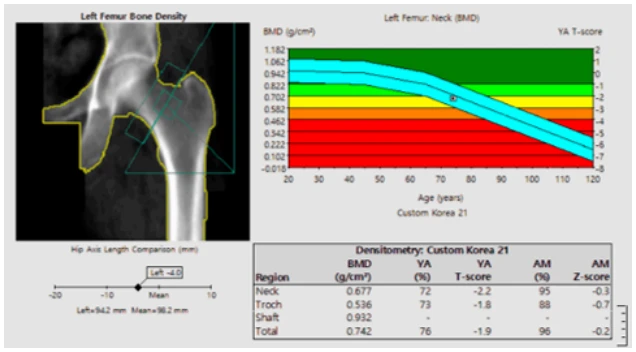 Left Femur Bone Density
Left Femur: Neck (BMD)
BMD (g/cm²) YA T-score
1.182 2
1.062 1
0.942 0
0.822 -1
0.702 -2
0.582 -3
0.462 -4
0.342 -5
0.222 -6
0.102 -7
-0.018 -8
20 30 40 50 60 70 80 90 100 110 120
Age (years)
Custom Korea 21
Hip Axis Length Comparison (mm)
Left -4.0
-20 -10 Mean 10
Left=94.2 mm Mean=98.2 mm
Densitometry: Custom Korea 21
BMD YA YA AM AM
Region (g/cm²) (%) T-score (%) Z-score
Neck 0.677 72 -2.2 95 -0.3
Troch 0.536 73 -1.8 88 -0.7
Shaft 0.932 - - - -
Total 0.742 76 -1.9 96 -0.2